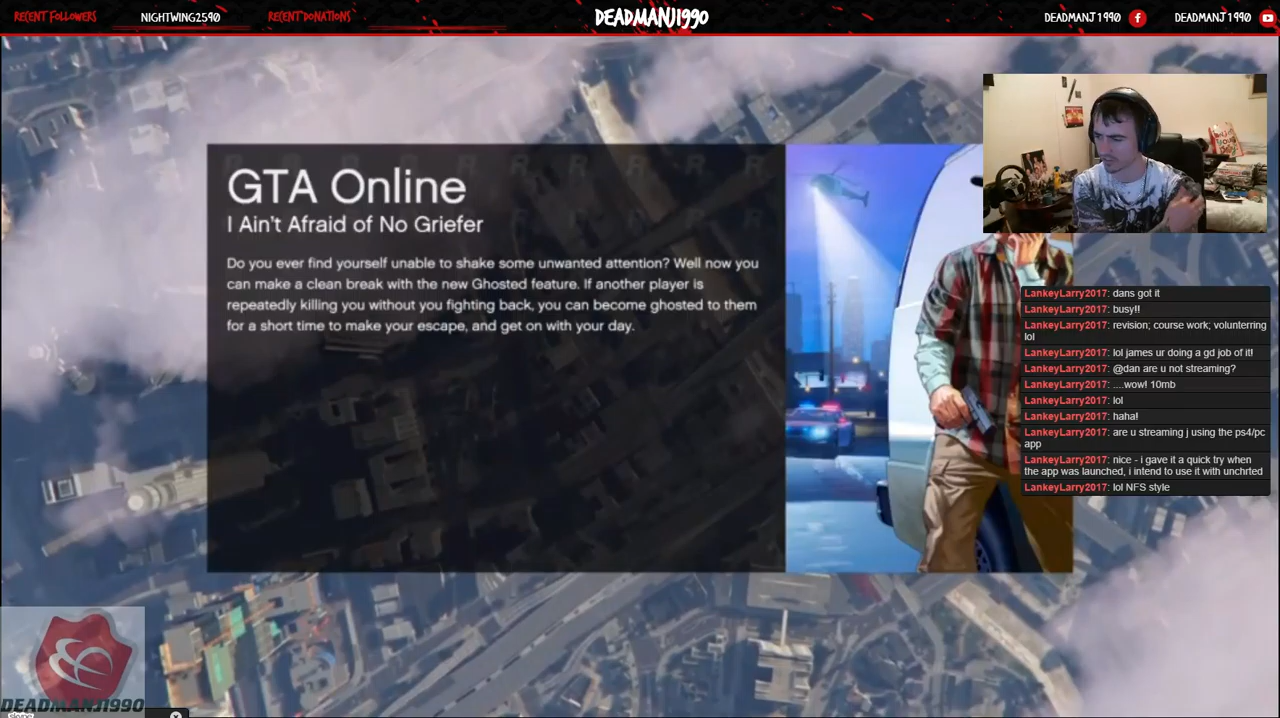 RECENT FOLLOWERS
NIGHTWING2590
RECENT DONATIONS
DEADMANJ1990
DEADMANJ1990
DEADMANJ1990
GTA Online
I Ain't Afraid of No Griefer
Do you ever find yourself unable to shake some unwanted attention? Well now you
can make a clean break with the new Ghosted feature. If another player is
repeatedly killing you without you fighting back, you can become ghosted to them
for a short time to make your escape, and get on with your day.
LankeyLarry2017: dans got it
LankeyLarry2017: busy!!
LankeyLarry2017: revision; course work; volunterring
lol
LankeyLarry2017: lol james ur doing a gd job of it!
LankeyLarry2017: @dan are u not streaming?
LankeyLarry2017: ....wow! 10mb
LankeyLarry2017: lol
LankeyLarry2017: haha!
LankeyLarry2017: are u streaming j using the ps4/pc
app
LankeyLarry2017: nice - i gave it a quick try when
the app was launched, i intend to use it with unchrted
LankeyLarry2017: lol NFS style
DEADMANJ1990